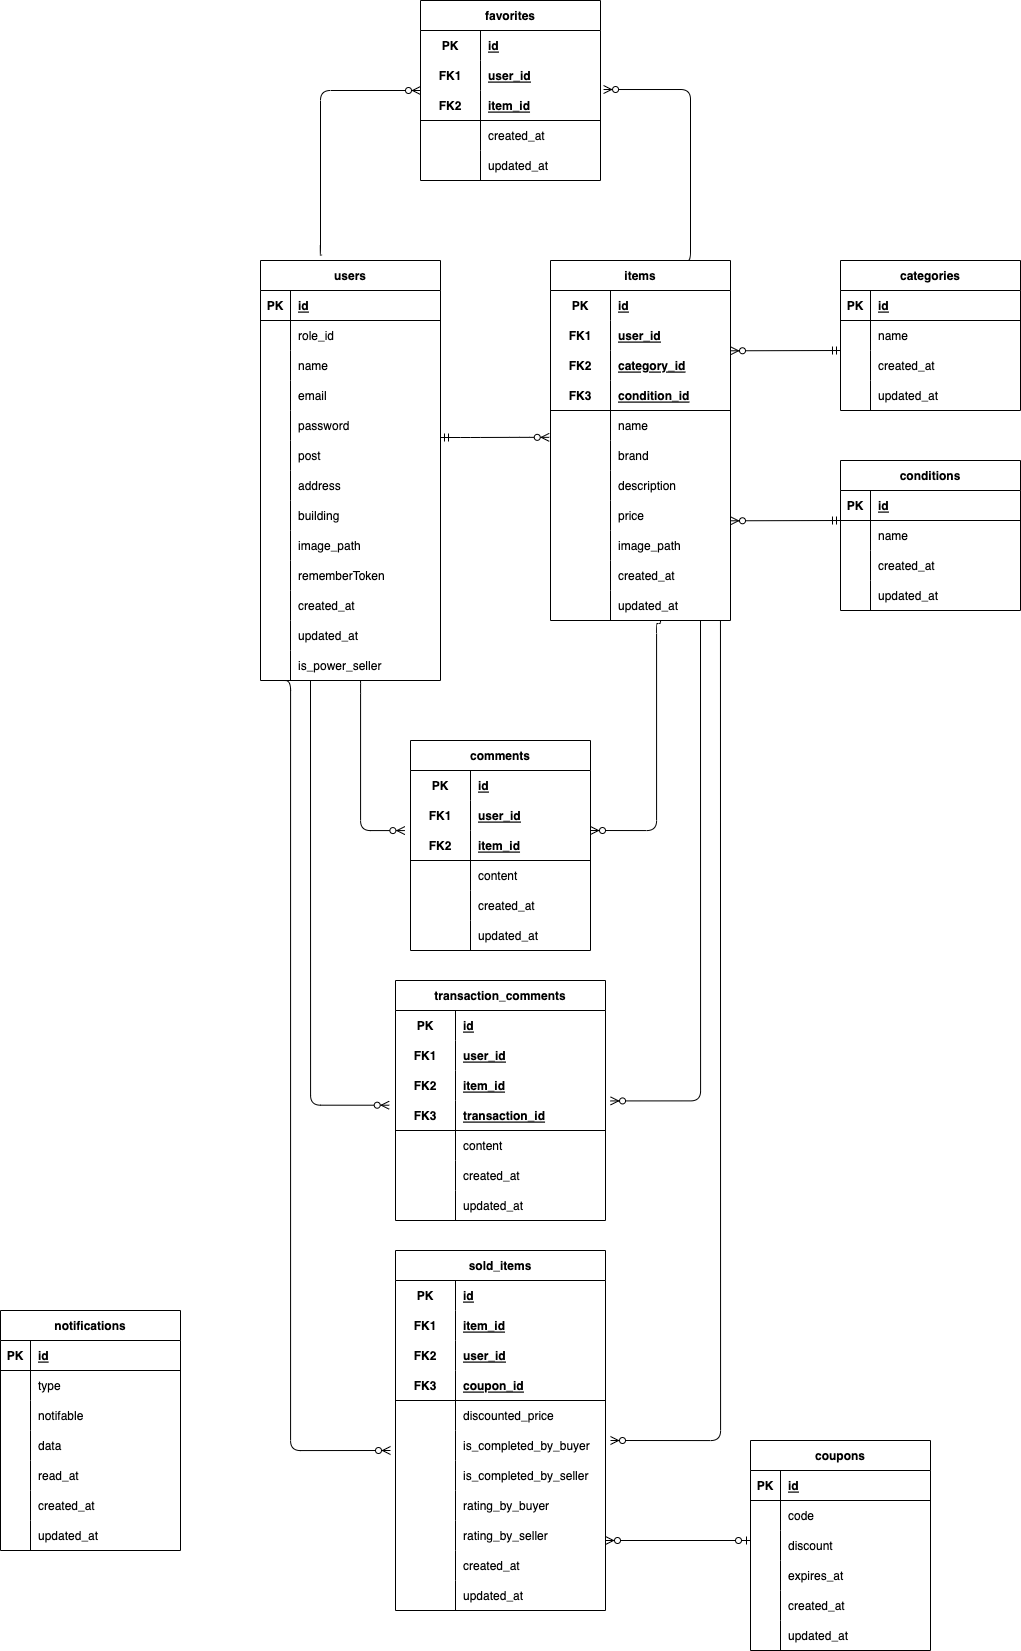 favorites
PK id
FK1 user_id
FK2 item_id
created_at
updated_at
users
PK id
role_id
name
email
password
post
address
building
image_path
rememberToken
created_at
updated_at
is_power_seller
items
PK id
FK1 user_id
FK2 category_id
FK3 condition_id
name
brand
description
price
image_path
created_at
updated_at
categories
PK id
name
created_at
updated_at
conditions
PK id
name
created_at
updated_at
comments
PK id
FK1 user_id
FK2 item_id
content
created_at
updated_at
transaction_comments
PK id
FK1 user_id
FK2 item_id
FK3 transaction_id
content
created_at
updated_at
sold_items
PK id
FK1 item_id
FK2 user_id
FK3 coupon_id
discounted_price
is_completed_by_buyer
is_completed_by_seller
rating_by_buyer
rating_by_seller
created_at
updated_at
notifications
PK id
type
notifable
data
read_at
created_at
updated_at
coupons
PK id
code
discount
expires_at
created_at
updated_at